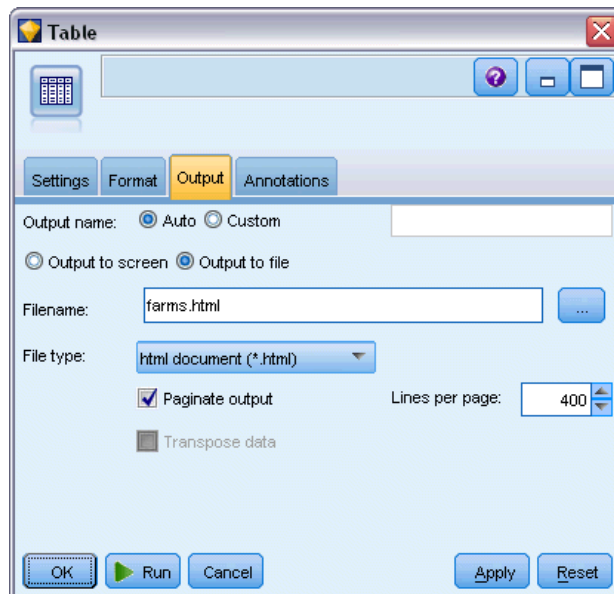 Table
?
Settings Format Output Annotations
Output name: Auto Custom
Output to screen Output to file
Filename: farms.html ...
File type: html document (*.html)
Paginate output Lines per page: 400
Transpose data
OK Run Cancel Apply Reset